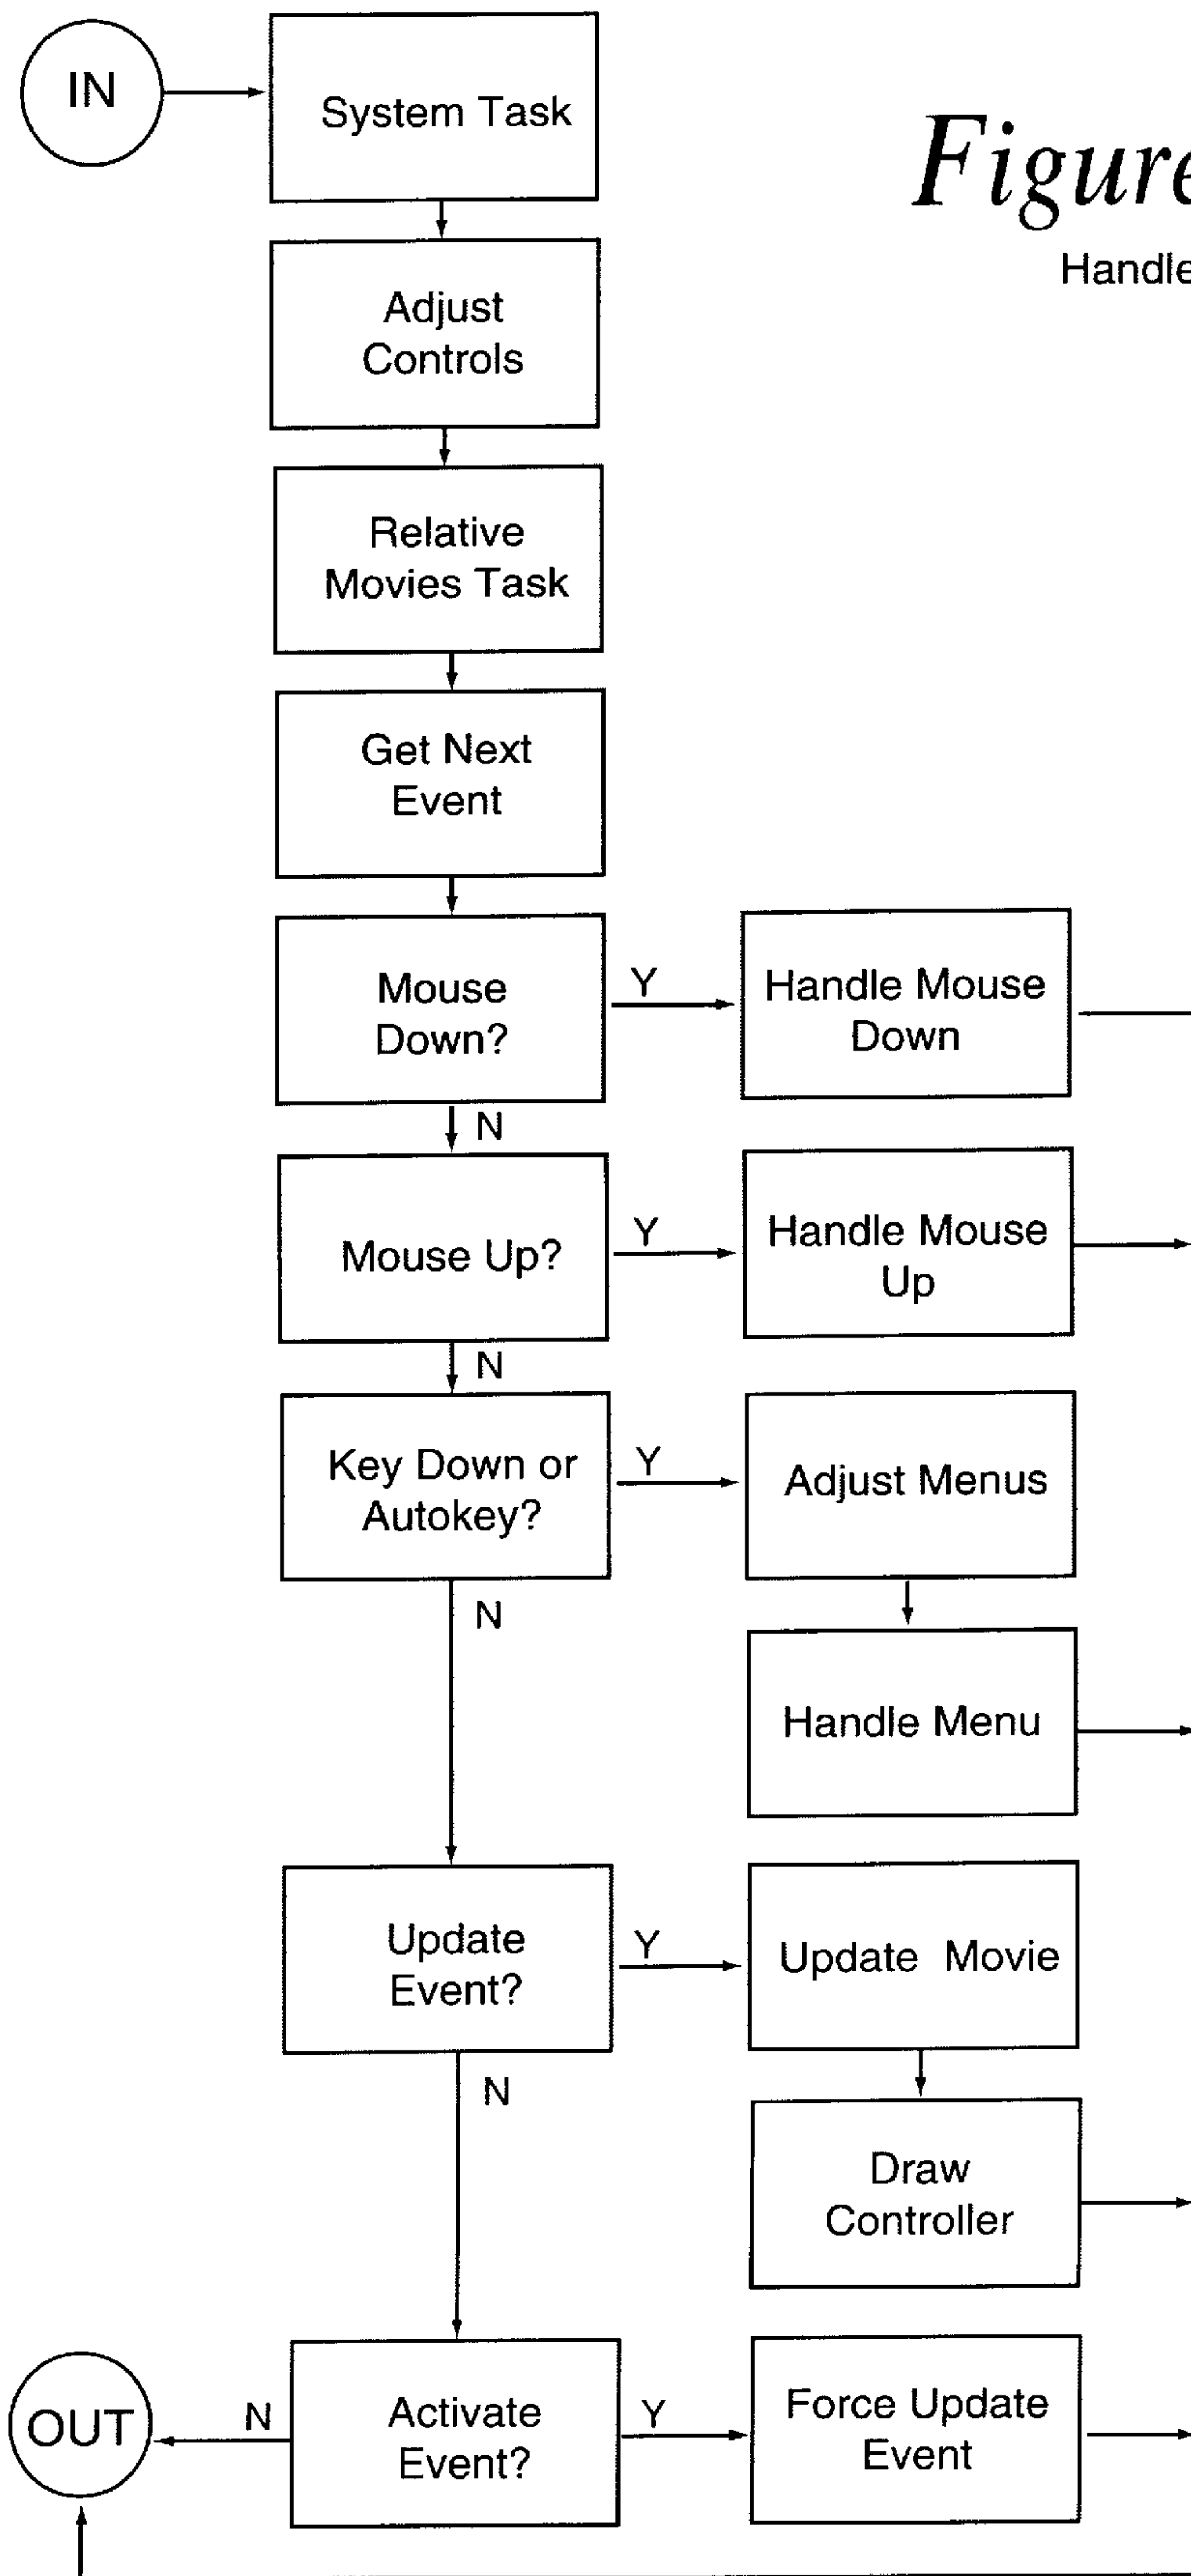 IN
System Task
Figure
Handle
Adjust
Controls
Relative
Movies Task
Get Next
Event
Mouse
Down?
Y
Handle Mouse
Down
N
Mouse Up?
Y
Handle Mouse
Up
N
Key Down or
Autokey?
Y
Adjust Menus
N
Handle Menu
Update
Event?
Y
Update Movie
N
Draw
Controller
OUT
N
Activate
Event?
Y
Force Update
Event